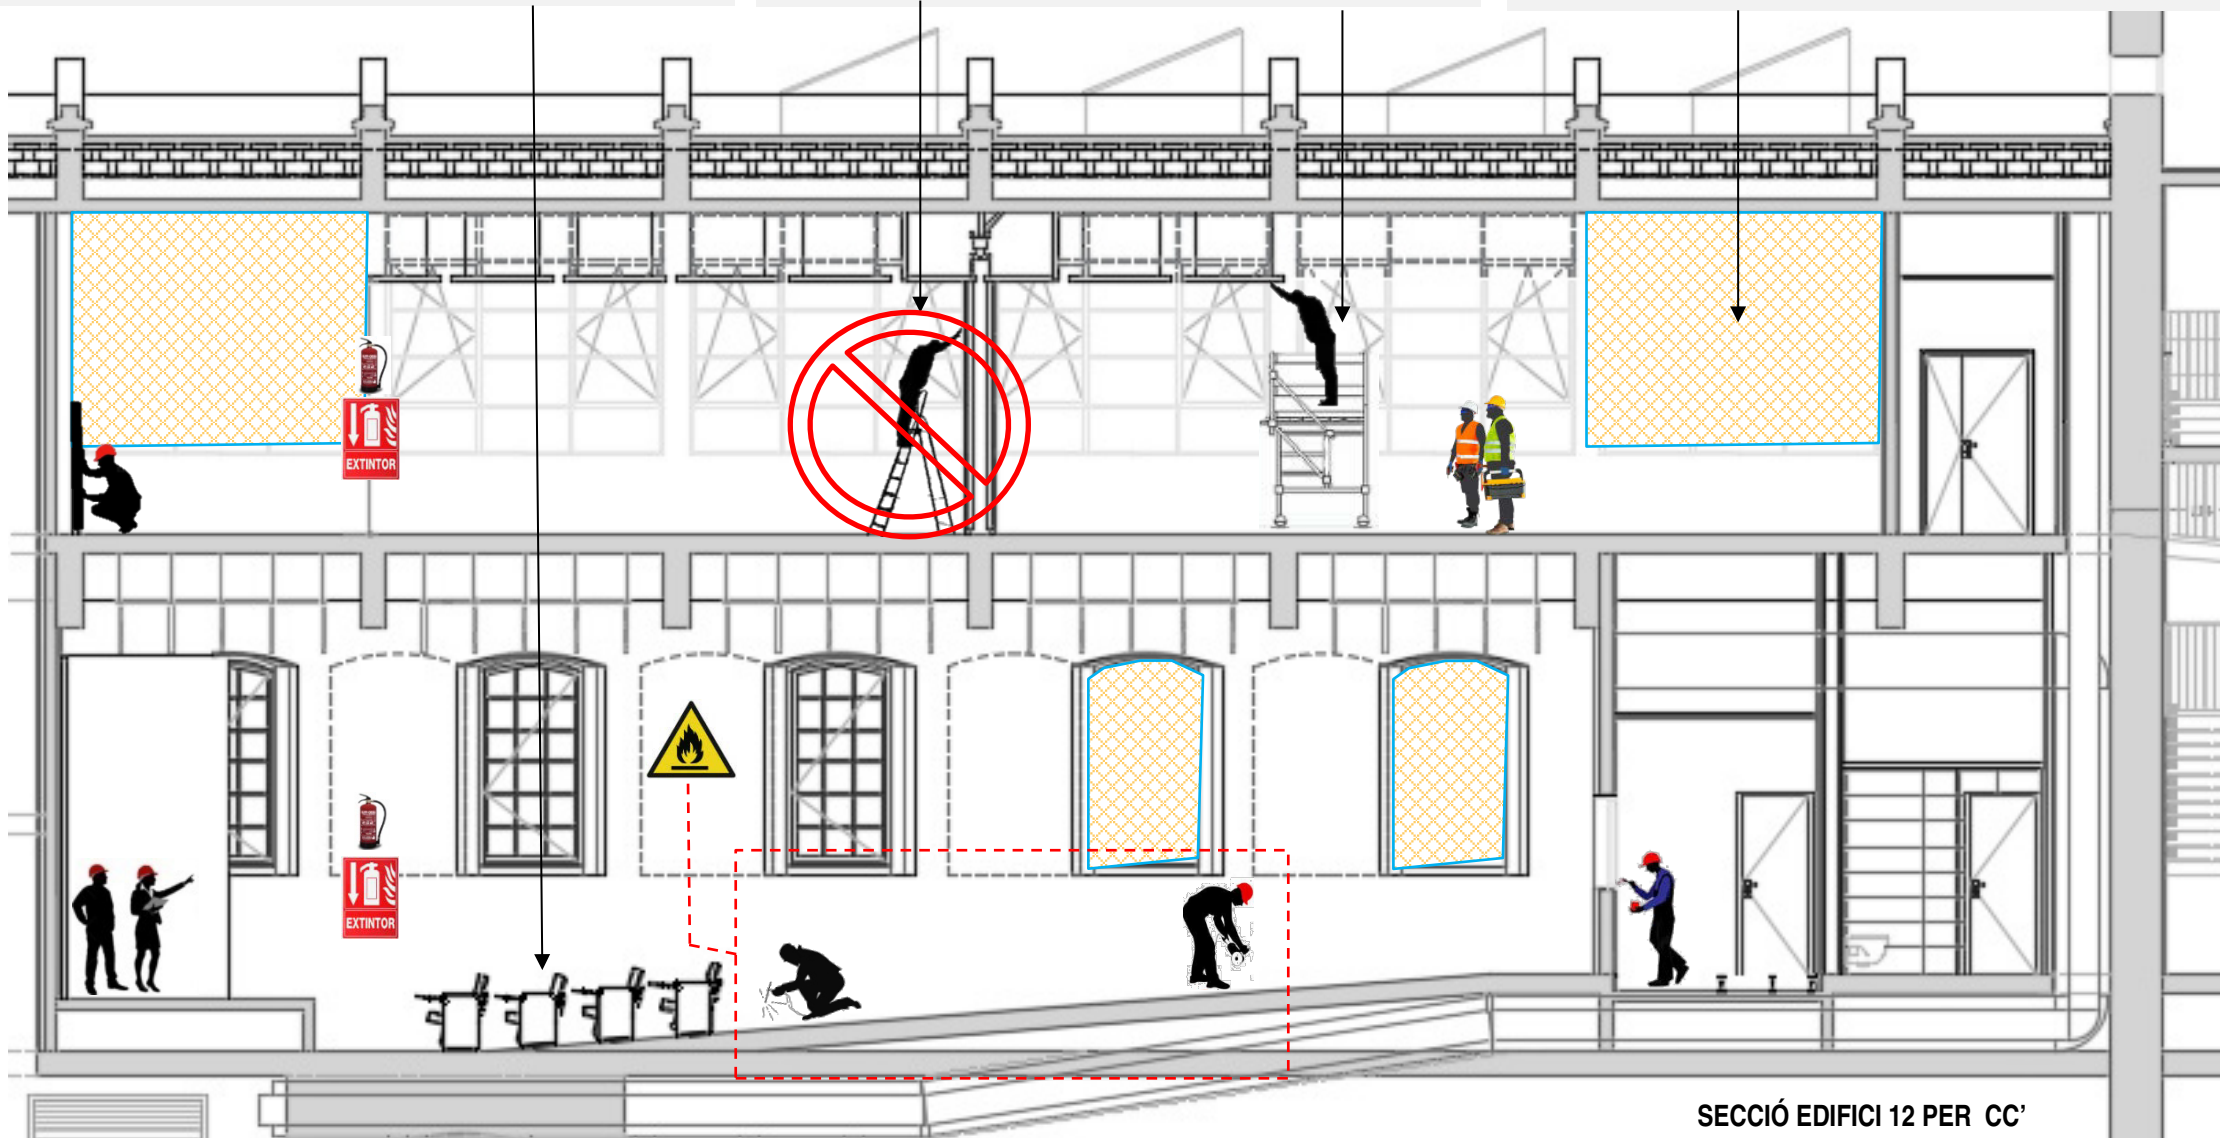 EXTINTOR
EXTINTOR
SECCIÓ EDIFICI 12 PER CC’